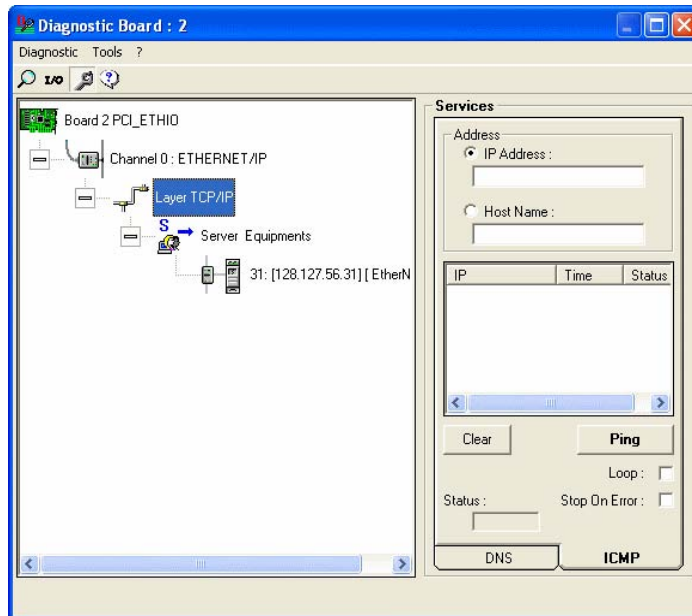 Diagnostic Board : 2
Diagnostic Tools ?
I/O
Board 2 PCI_ETHIO
Channel 0 : ETHERNET/IP
Layer TCP/IP
S
Server Equipments
31: [128.127.56.31] [ EtherN
Services
Address
IP Address :
Host Name :
IP Time Status
Clear Ping
Loop :
Status : Stop On Error :
DNS ICMP